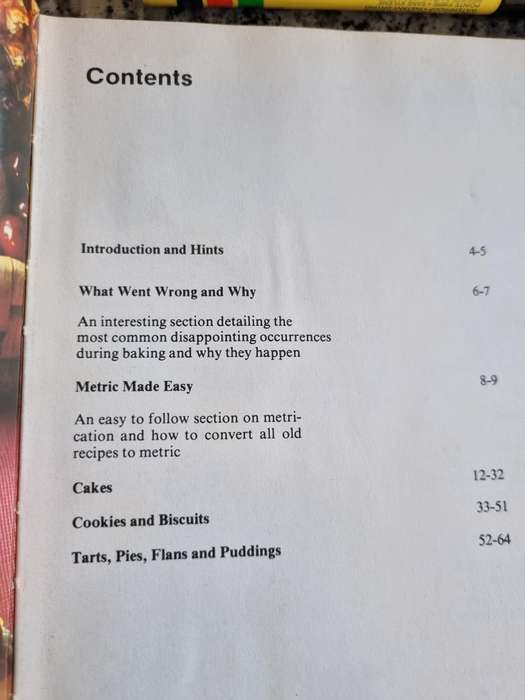 Contents
Introduction and Hints 4-5
What Went Wrong and Why 6-7
An interesting section detailing the
most common disappointing occurrences
during baking and why they happen
Metric Made Easy 8-9
An easy to follow section on metri-
cation and how to convert all old
recipes to metric
Cakes 12-32
Cookies and Biscuits 33-51
Tarts, Pies, Flans and Puddings 52-64